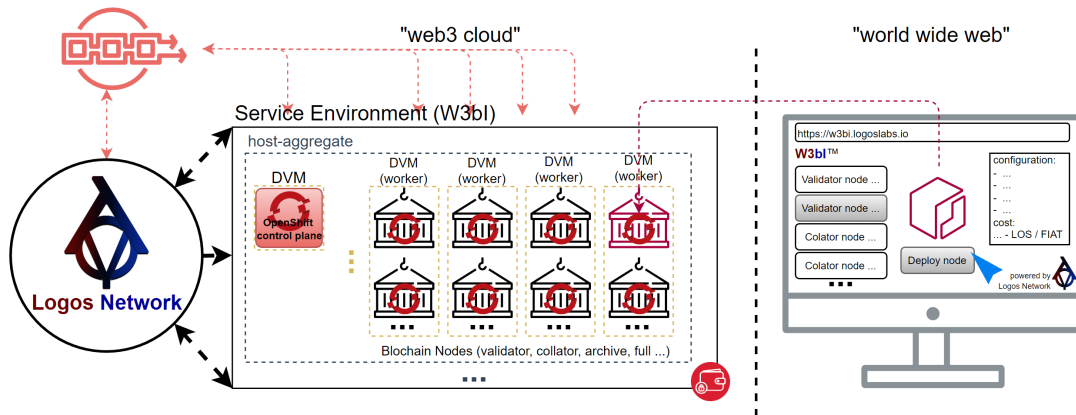 "web3 cloud"
"world wide web"
Service Environment (W3bI)
host-aggregate
DVM
OpenShift
control plane
DVM
(worker)
DVM
(worker)
DVM
(worker)
DVM
(worker)
Blochain Nodes (validator, collator, archive, full ...)
Logos Network
https://w3bi.logoslabs.io
W3bI™
Validator node ...
Validator node ...
Colator node ...
Colator node ...
Deploy node
configuration:
- ...
- ...
- ...
- ...
cost:
... - LOS / FIAT
powered by
Logos Network